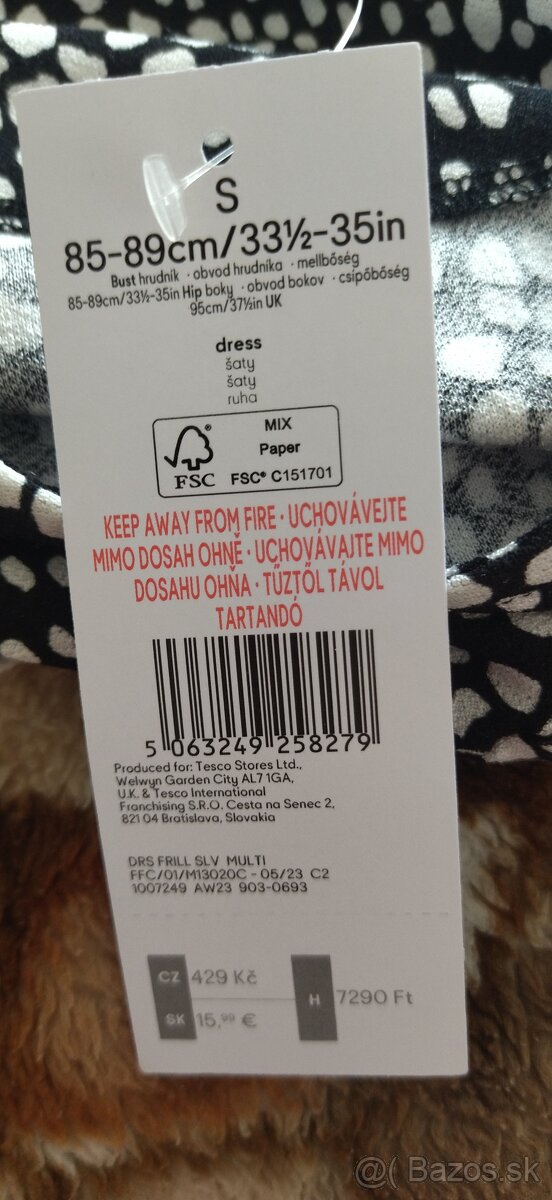 S
85-89cm/33½-35in
Bust hrudník · obvod hrudníka · mellbőség
85-89cm/33½-35in Hip boky · obvod bokov · csípőbőség
95cm/37½in UK
dress
šaty
šaty
ruha
MIX
Paper
FSC® C151701
FSC
KEEP AWAY FROM FIRE · UCHOVÁVEJTE
MIMO DOSAH OHNĚ · UCHOVÁVAJTE MIMO
DOSAHU OHŇA · TŰZTŐL TÁVOL
TARTANDÓ
5 063249 258279
Produced for: Tesco Stores Ltd.,
Welwyn Garden City AL7 1GA,
U.K. & Tesco International
Franchising S.R.O. Cesta na Senec 2,
821 04 Bratislava, Slovakia
DRS FRILL SLV MULTI
FFC/01/M13020C - 05/23 C2
1007249 AW23 903-0693
CZ 429 Kč
SK 15,99 €
H 7290 Ft
@( Bazos.sk